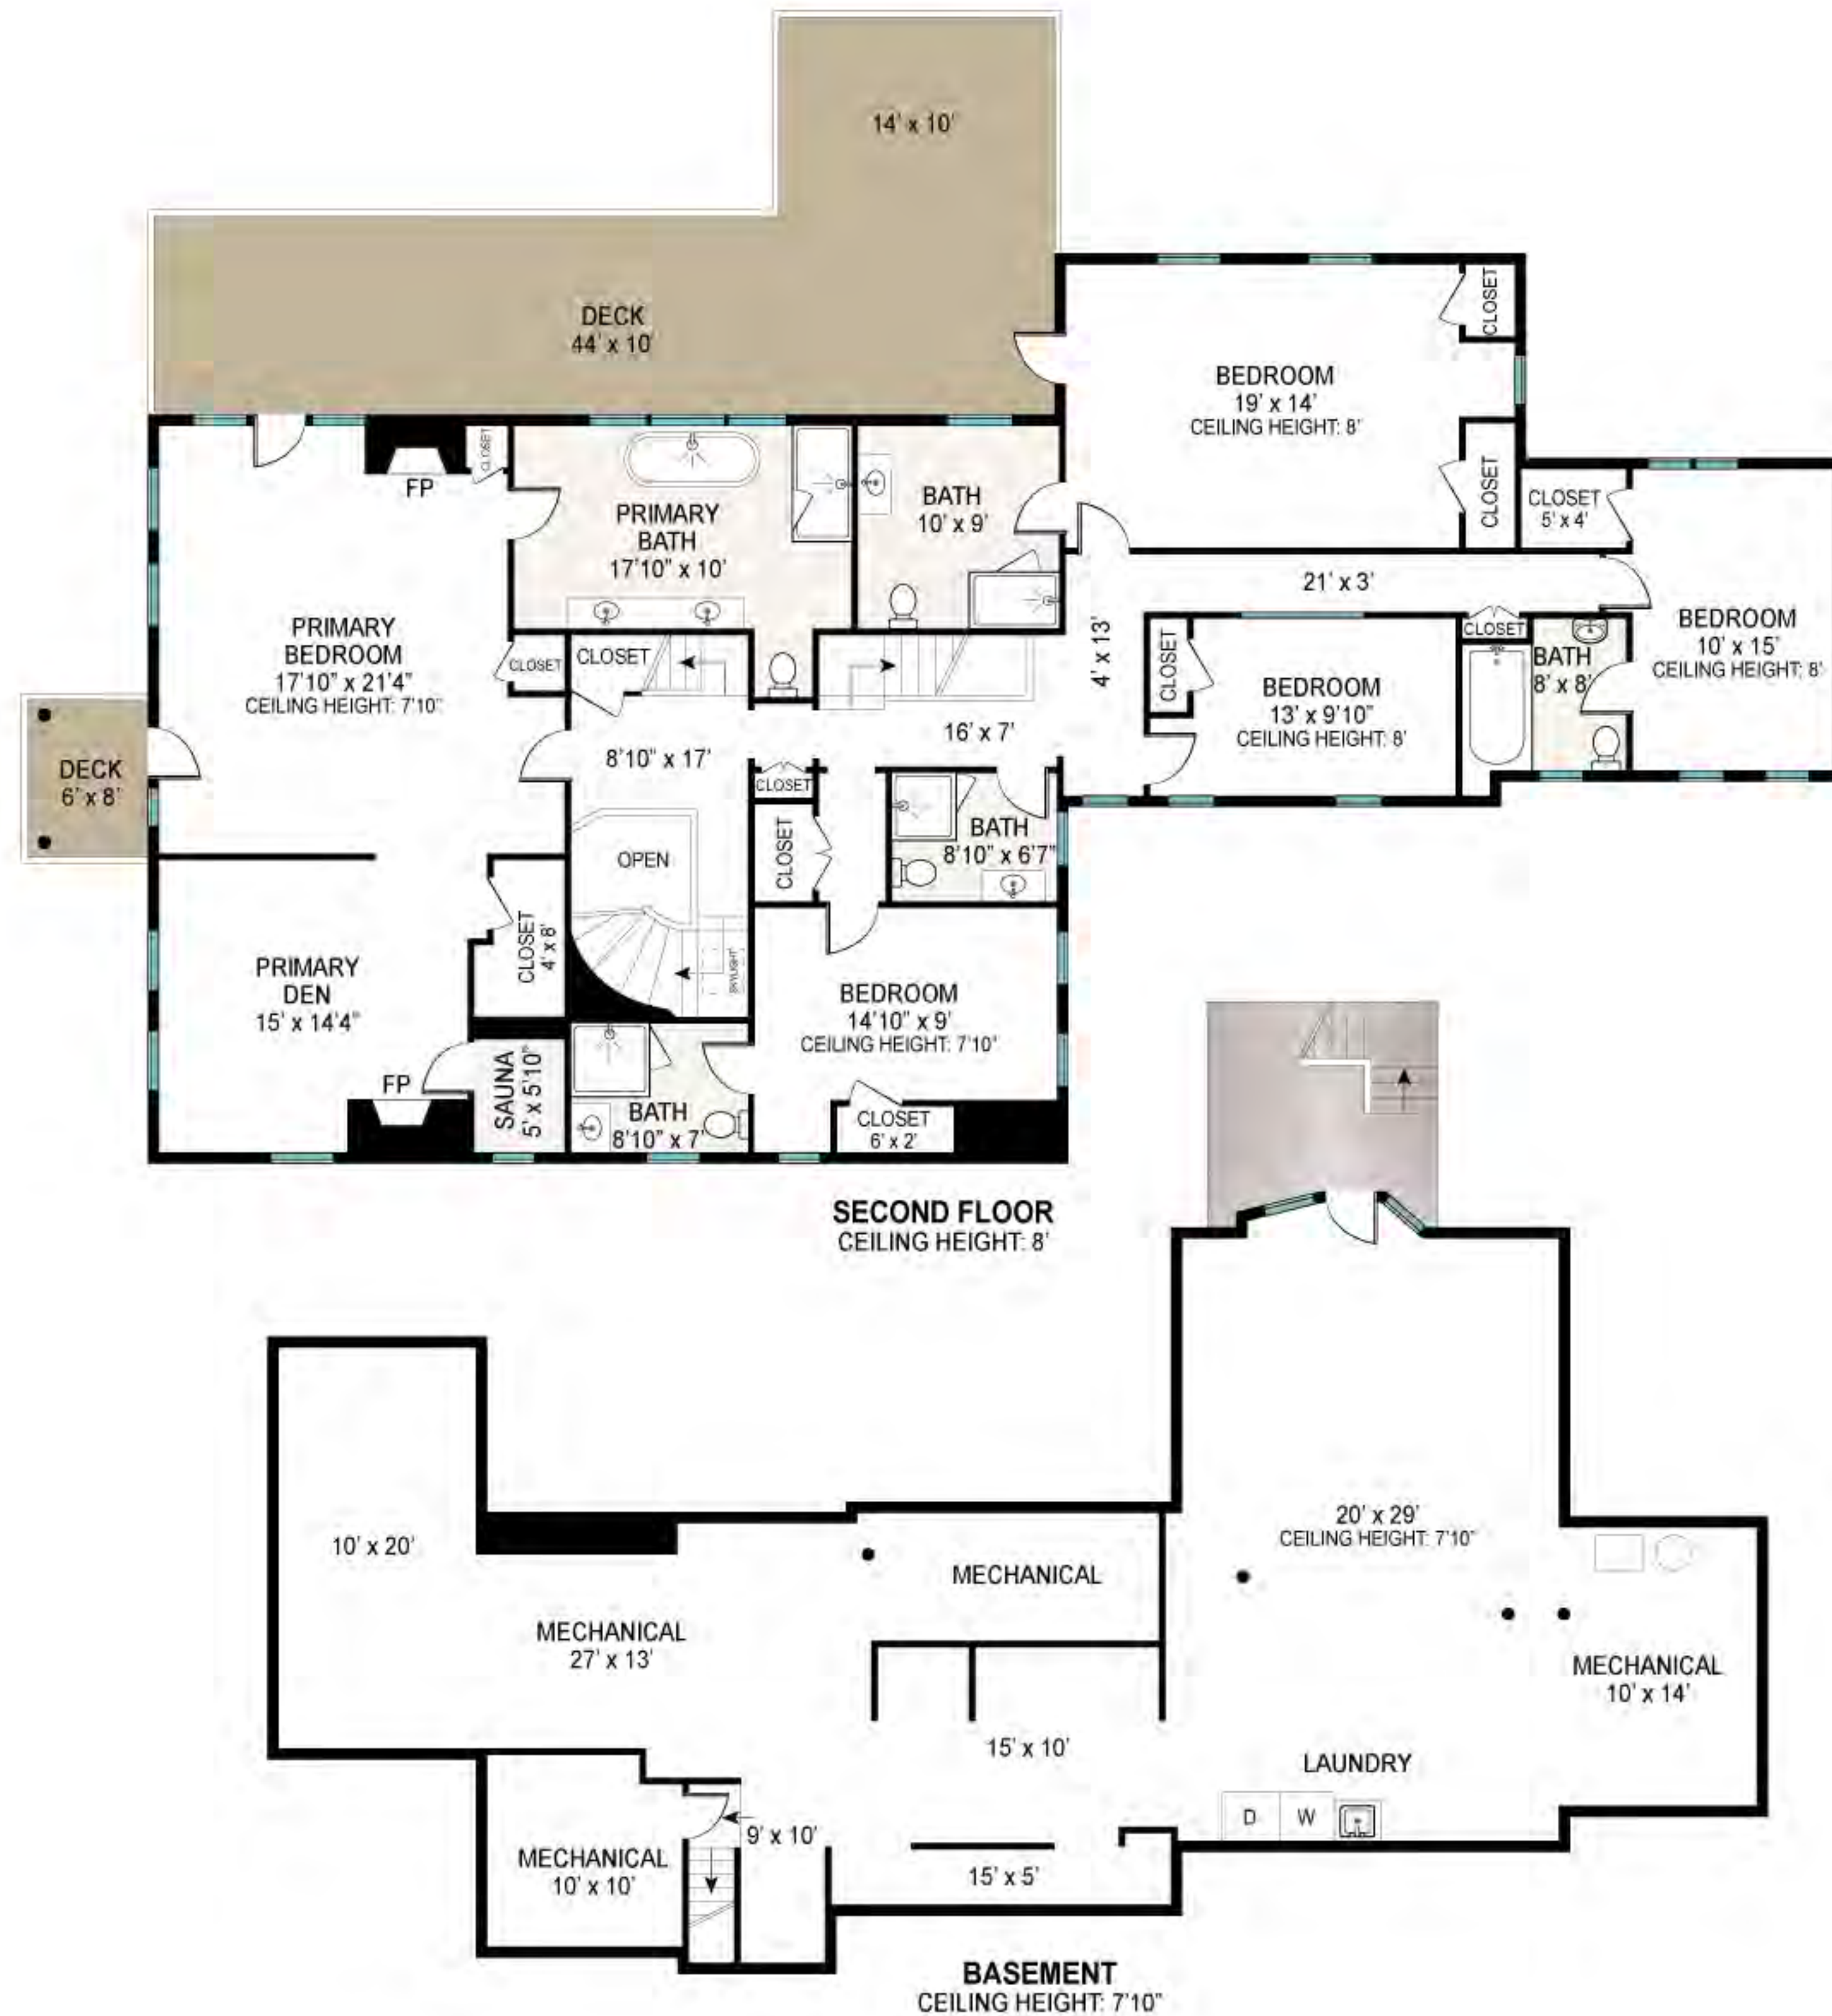 14' x 10'
DECK
44' x 10'
CLOSET
BEDROOM
19' x 14'
CEILING HEIGHT: 8'
CLOSET
CLOSET
FP
PRIMARY
BATH
17'10" x 10'
BATH
10' x 9'
CLOSET
5' x 4'
21' x 3'
PRIMARY
BEDROOM
17'10" x 21'4"
CEILING HEIGHT: 7'10"
CLOSET
CLOSET
4' x 13'
CLOSET
BEDROOM
13' x 9'10"
CEILING HEIGHT: 8'
CLOSET
BATH
8' x 8'
BEDROOM
10' x 15'
CEILING HEIGHT: 8'
DECK
6' x 8'
8'10" x 17'
16' x 7'
CLOSET
CLOSET
BATH
8'10" x 6'7"
OPEN
CLOSET
4' x 8'
SKYLIGHT
PRIMARY
DEN
15' x 14'4"
BEDROOM
14'10" x 9'
CEILING HEIGHT: 7'10"
FP
SAUNA
5' x 5'10"
BATH
8'10" x 7'
CLOSET
6' x 2'
SECOND FLOOR
CEILING HEIGHT: 8'
10' x 20'
20' x 29'
CEILING HEIGHT: 7'10"
MECHANICAL
MECHANICAL
27' x 13'
MECHANICAL
10' x 14'
15' x 10'
LAUNDRY
D
W
9' x 10'
MECHANICAL
10' x 10'
15' x 5'
BASEMENT
CEILING HEIGHT: 7'10"